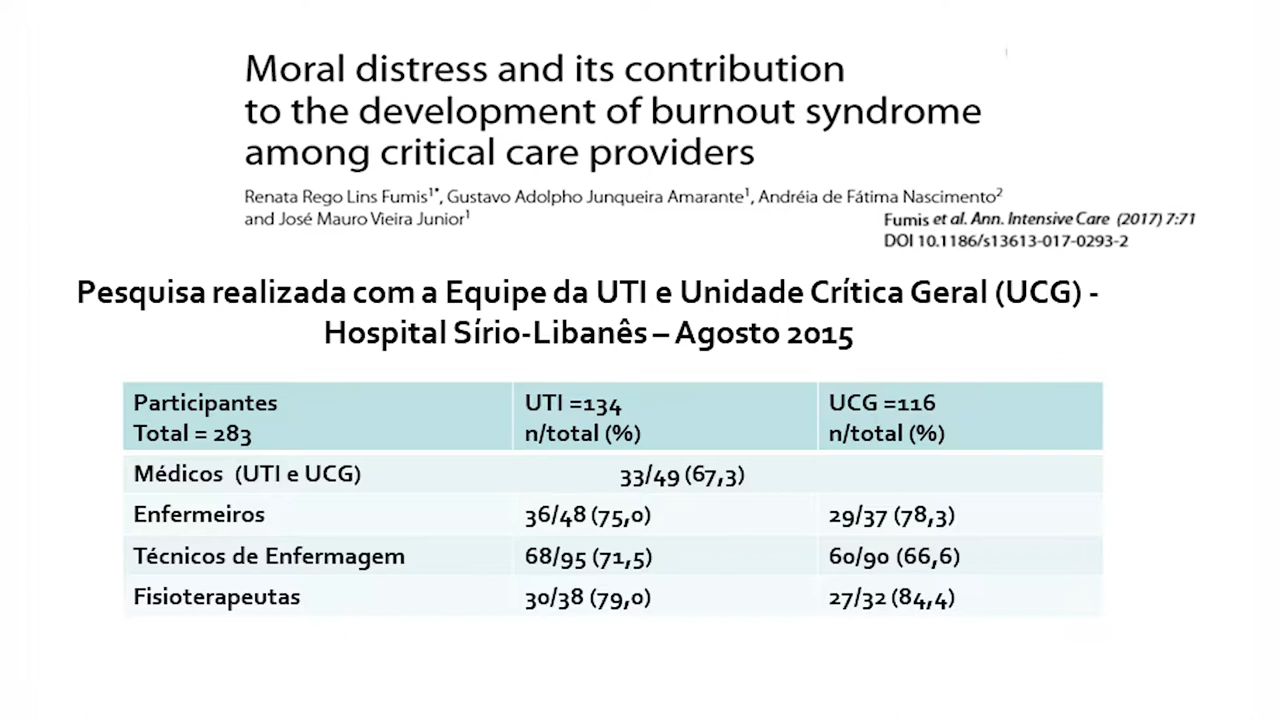 Moral distress and its contribution
to the development of burnout syndrome
among critical care providers
Renata Rego Lins Fumis¹*, Gustavo Adolpho Junqueira Amarante¹, Andréia de Fátima Nascimento²
and José Mauro Vieira Junior¹
Fumis et al. Ann. Intensive Care (2017) 7:71
DOI 10.1186/s13613-017-0293-2
Pesquisa realizada com a Equipe da UTI e Unidade Crítica Geral (UCG) -
Hospital Sírio-Libanês – Agosto 2015
Participantes UTI =134 UCG =116
Total = 283 n/total (%) n/total (%)
Médicos (UTI e UCG) 33/49 (67,3)
Enfermeiros 36/48 (75,0) 29/37 (78,3)
Técnicos de Enfermagem 68/95 (71,5) 60/90 (66,6)
Fisioterapeutas 30/38 (79,0) 27/32 (84,4)